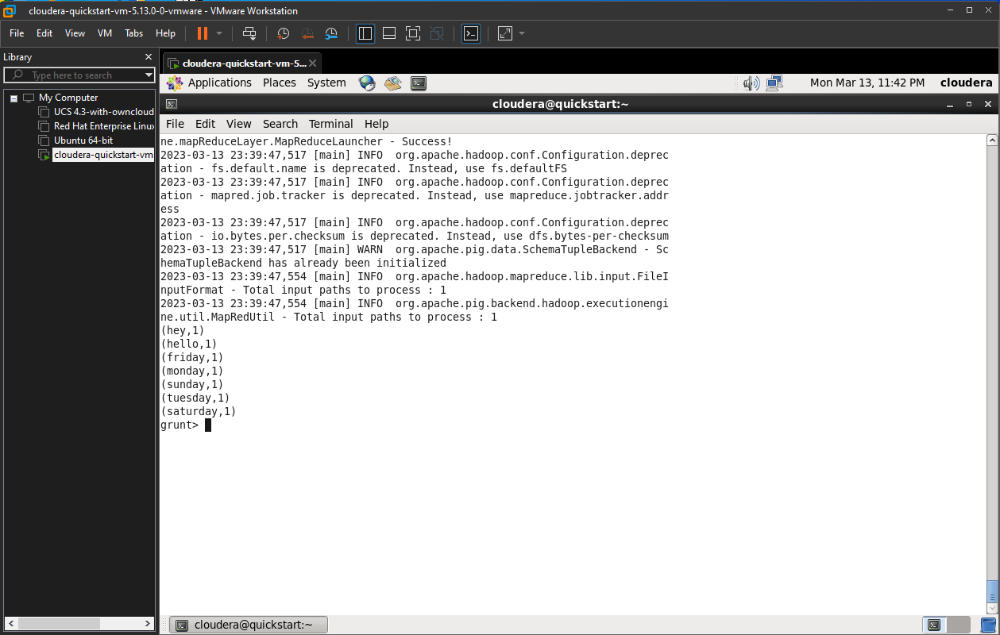 cloudera-quickstart-vm-5.13.0-0-vmware - VMware Workstation
File Edit View VM Tabs Help
Library
Type here to search
My Computer
UCS 4.3-with-owncloud
Red Hat Enterprise Linux
Ubuntu 64-bit
cloudera-quickstart-vm
cloudera-quickstart-vm-5...
Applications Places System
Mon Mar 13, 11:42 PM cloudera
cloudera@quickstart:~
File Edit View Search Terminal Help
ne.mapReduceLayer.MapReduceLauncher - Success!
2023-03-13 23:39:47,517 [main] INFO  org.apache.hadoop.conf.Configuration.deprec
ation - fs.default.name is deprecated. Instead, use fs.defaultFS
2023-03-13 23:39:47,517 [main] INFO  org.apache.hadoop.conf.Configuration.deprec
ation - mapred.job.tracker is deprecated. Instead, use mapreduce.jobtracker.addr
ess
2023-03-13 23:39:47,517 [main] INFO  org.apache.hadoop.conf.Configuration.deprec
ation - io.bytes.per.checksum is deprecated. Instead, use dfs.bytes-per-checksum
2023-03-13 23:39:47,517 [main] WARN  org.apache.pig.data.SchemaTupleBackend - Sc
hemaTupleBackend has already been initialized
2023-03-13 23:39:47,554 [main] INFO  org.apache.hadoop.mapreduce.lib.input.FileI
nputFormat - Total input paths to process : 1
2023-03-13 23:39:47,554 [main] INFO  org.apache.pig.backend.hadoop.executionengi
ne.util.MapRedUtil - Total input paths to process : 1
(hey,1)
(hello,1)
(friday,1)
(monday,1)
(sunday,1)
(tuesday,1)
(saturday,1)
grunt>
cloudera@quickstart:~